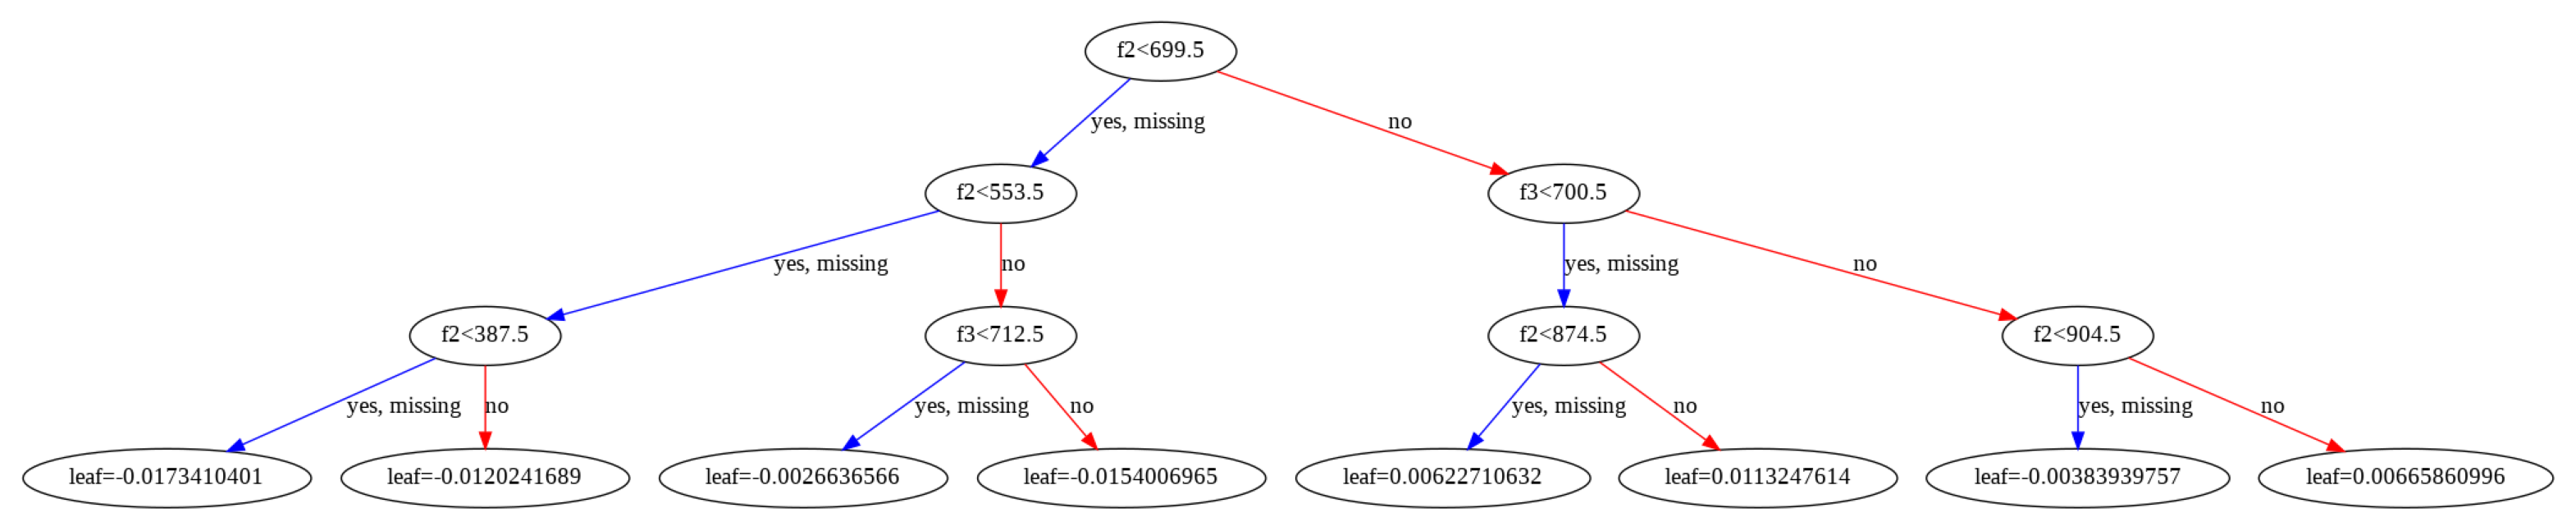 f2<699.5
yes, missing
no
f2<553.5
f3<700.5
yes, missing
no
yes, missing
no
f2<387.5
f3<712.5
f2<874.5
f2<904.5
yes, missing
no
yes, missing
no
yes, missing
no
yes, missing
no
leaf=-0.0173410401
leaf=-0.0120241689
leaf=-0.0026636566
leaf=-0.0154006965
leaf=0.00622710632
leaf=0.0113247614
leaf=-0.00383939757
leaf=0.00665860996